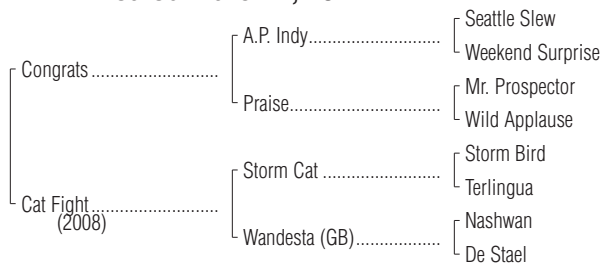 Seattle Slew
A.P. Indy
Weekend Surprise
Congrats
Mr. Prospector
Praise
Wild Applause
Storm Bird
Storm Cat
Terlingua
Cat Fight
(2008)
Nashwan
Wandesta (GB)
De Stael